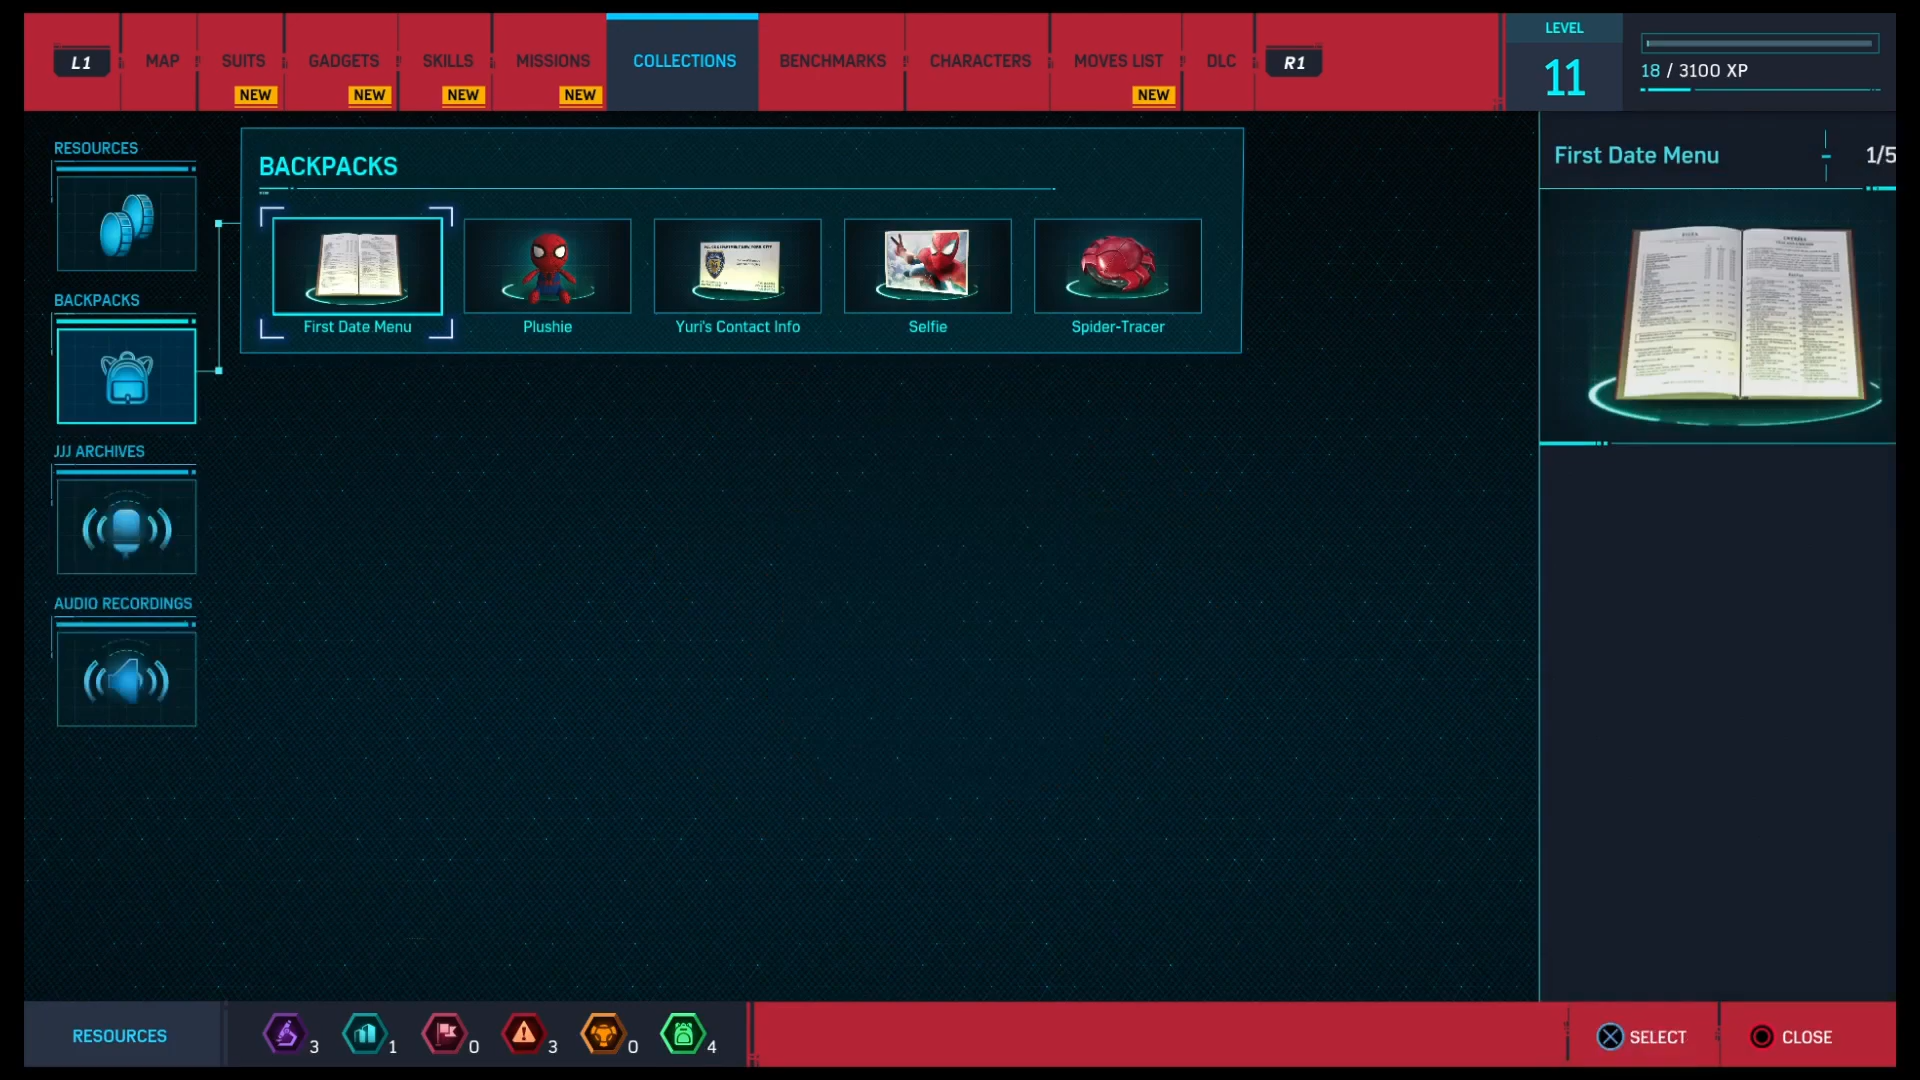 L1
MAP
SUITS
NEW
GADGETS
NEW
SKILLS
NEW
MISSIONS
NEW
COLLECTIONS
BENCHMARKS
CHARACTERS
MOVES LIST
NEW
DLC
R1
LEVEL
11
18 / 3100 XP
RESOURCES
BACKPACKS
JJJ ARCHIVES
AUDIO RECORDINGS
BACKPACKS
First Date Menu
Plushie
Yuri's Contact Info
Selfie
Spider-Tracer
First Date Menu
1/5
RESOURCES
3
1
0
3
0
4
SELECT
CLOSE